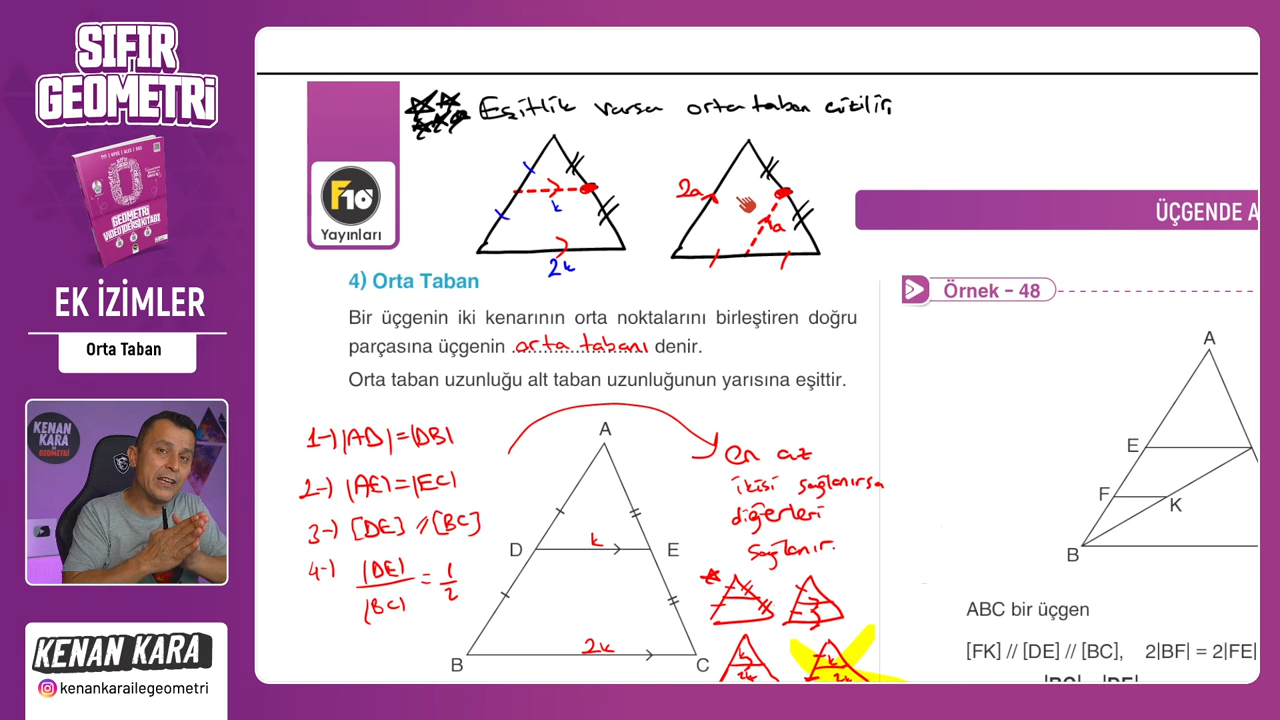 SIFIR
GEOMETRİ
EK İZİMLER
Orta Taban
KENAN KARA
kenankarailegeometri
Eşitlik varsa orta taban çizilir
k
2k
2a
a
F10
Yayınları
ÜÇGENDE A
4) Orta Taban
Bir üçgenin iki kenarının orta noktalarını birleştiren doğru
parçasına üçgenin orta tabanı denir.
Orta taban uzunluğu alt taban uzunluğunun yarısına eşittir.
1-) |AD|=|DB|
2-) |AE|=|EC|
3-) [DE] // [BC]
4-) |DE|/|BC| = 1/2
A
D
k
E
B
2k
C
en az
ikisi sağlanırsa
diğerleri
sağlanır.
k
2k
k
2k
Örnek - 48
A
E
F
K
B
ABC bir üçgen
[FK] // [DE] // [BC], 2|BF| = 2|FE|